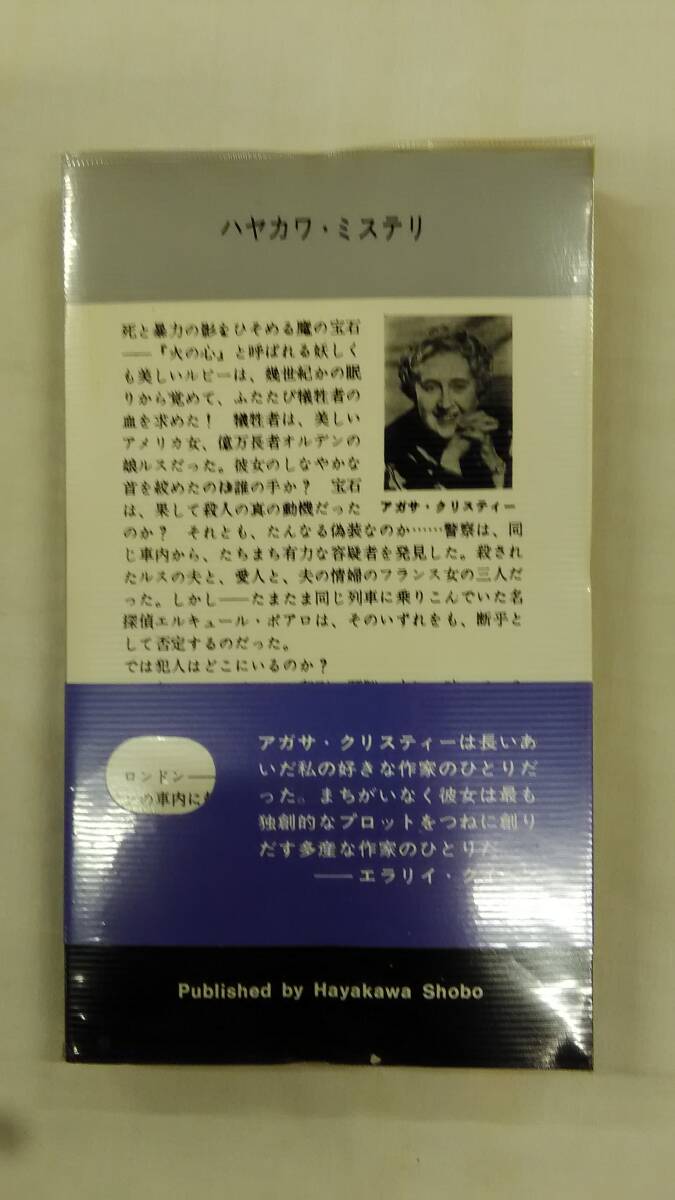 ハヤカワ・ミステリ
死と暴力の影をひそめる魔の宝石
――『火の心』と呼ばれる妖しく
も美しいルビーは、幾世紀かの眠
りから覚めて、ふたたび犠牲者の
血を求めた！　犠牲者は、美しい
アメリカ女、億万長者オルデンの
娘ルスだった。彼女のしなやかな
首を絞めたのは誰の手か？　宝石
は、果して殺人の真の動機だった
のか？　それとも、たんなる偽装なのか……警察は、同
じ車内から、たちまち有力な容疑者を発見した。殺され
たルスの夫と、愛人と、夫の情婦のフランス女の三人だ
った。しかし――たまたま同じ列車に乗りこんでいた名
探偵エルキュール・ポアロは、そのいずれをも、断乎と
して否定するのだった。
では犯人はどこにいるのか？
アガサ・クリスティー
ロンドン――
の車内に
アガサ・クリスティーは長いあ
いだ私の好きな作家のひとりだ
った。まちがいなく彼女は最も
独創的なプロットをつねに創り
だす多産な作家のひとりだ
――エラリイ・クイーン
Published by Hayakawa Shobo